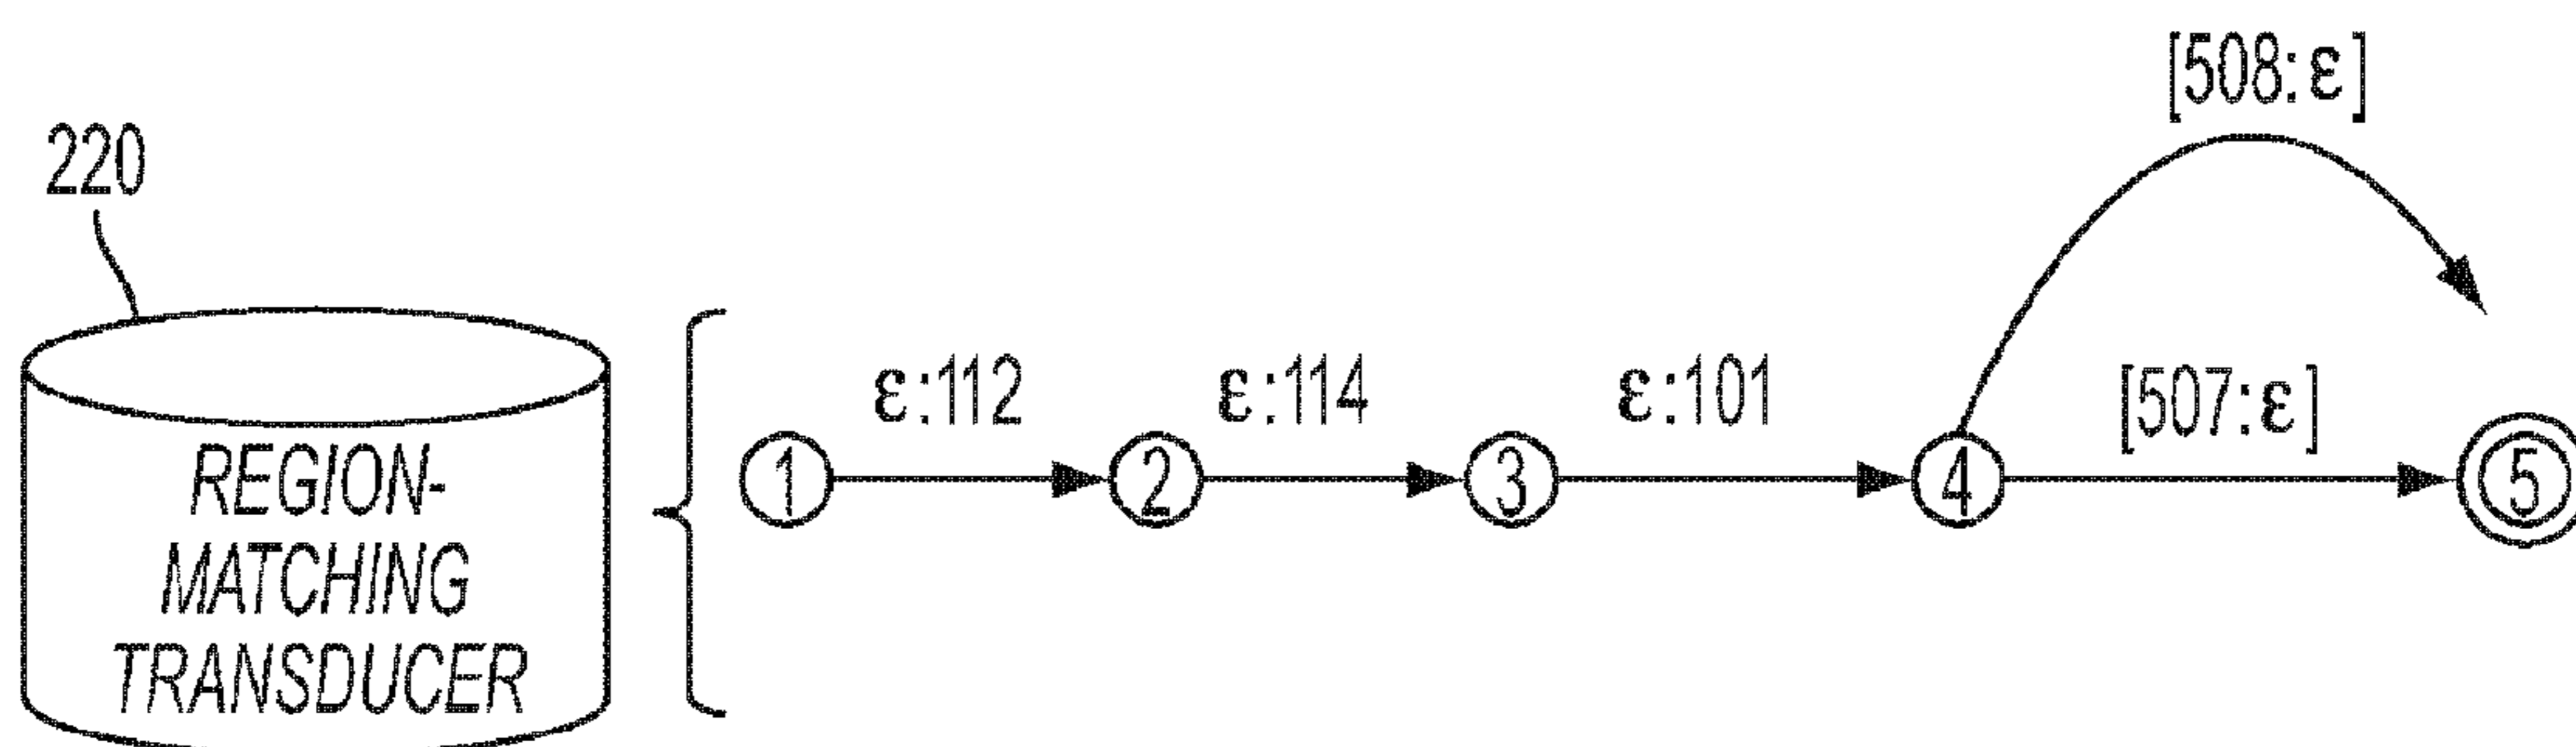 [508:ε]
220
ε:112
ε:114
ε:101
[507:ε]
1
2
3
4
5
REGION-
MATCHING
TRANSDUCER